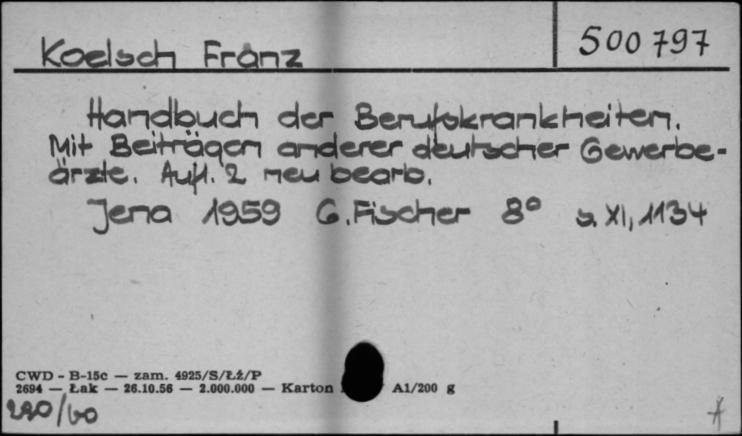 Koelsch Franz
500 797
Handbuch der Berufskrankheiten.
Mit Beiträgen anderer deutscher Gewerbe-
ärzte. Aufl. 2 neu bearb.
Jena 1959 G. Fischer 8° s. XI, 1134
CWD - B-15c — zam. 4925/S/Łż/P
2694 — Łak — 26.10.56 — 2.000.000 — Karton A1/200 g
290/60